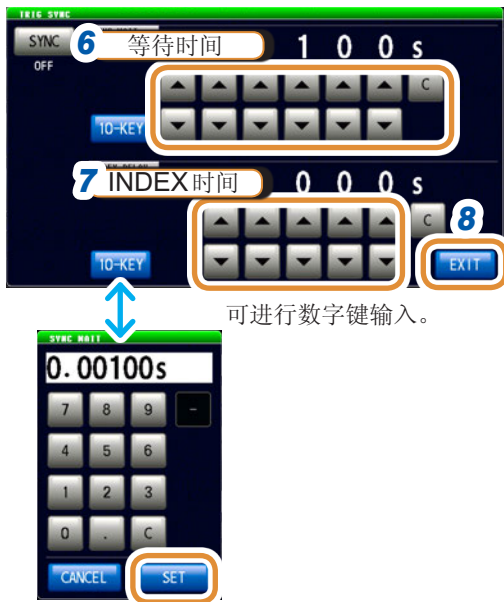 TRIG SYNC
SYNC
OFF
6 等待时间 1 0 0 s
C
10-KEY
7 INDEX时间 0 0 0 s
C
8
10-KEY
EXIT
可进行数字键输入。
SYNC WAIT
0.00100s
7 8 9 -
4 5 6
1 2 3
0 . C
CANCEL SET